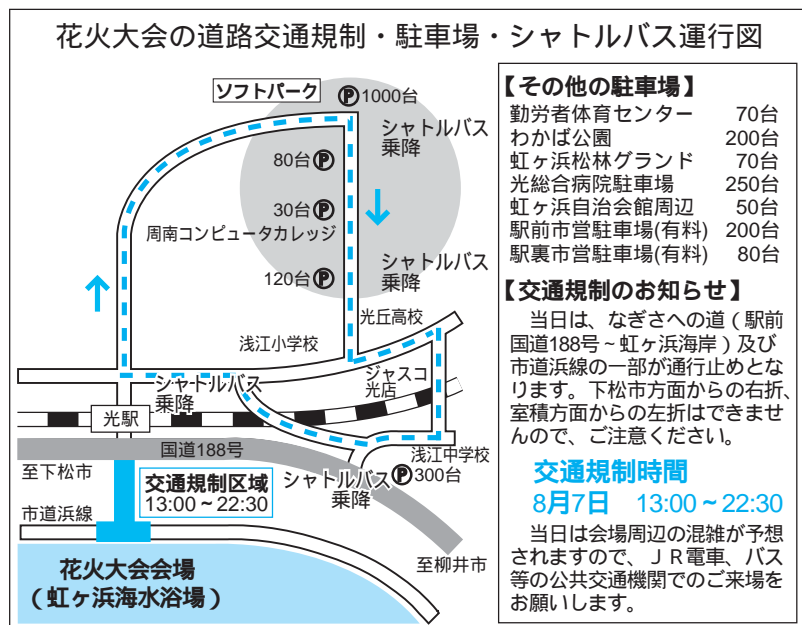 花火大会の道路交通規制・駐車場・シャトルバス運行図
ソフトパーク
Ⓟ1000台
シャトルバス
乗降
80台Ⓟ
30台Ⓟ
周南コンピュータカレッジ
シャトルバス
乗降
120台Ⓟ
光丘高校
浅江小学校
シャトルバス
乗降
ジャスコ
光店
光駅
国道188号
浅江中学校
至下松市
交通規制区域
13:00~22:30
シャトルバス
乗降
Ⓟ300台
市道浜線
至柳井市
花火大会会場
(虹ヶ浜海水浴場)
【その他の駐車場】
勤労者体育センター 70台
わかば公園 200台
虹ヶ浜松林グランド 70台
光総合病院駐車場 250台
虹ヶ浜自治会館周辺 50台
駅前市営駐車場(有料) 200台
駅裏市営駐車場(有料) 80台
【交通規制のお知らせ】
当日は、なぎさへの道(駅前
国道188号~虹ヶ浜海岸)及び
市道浜線の一部が通行止めとな
ります。下松市方面からの右折、
室積方面からの左折はできませ
んので、ご注意ください。
交通規制時間
8月7日 13:00~22:30
当日は会場周辺の混雑が予想
されますので、JR電車、バス
等の公共交通機関でのご来場を
お願いします。